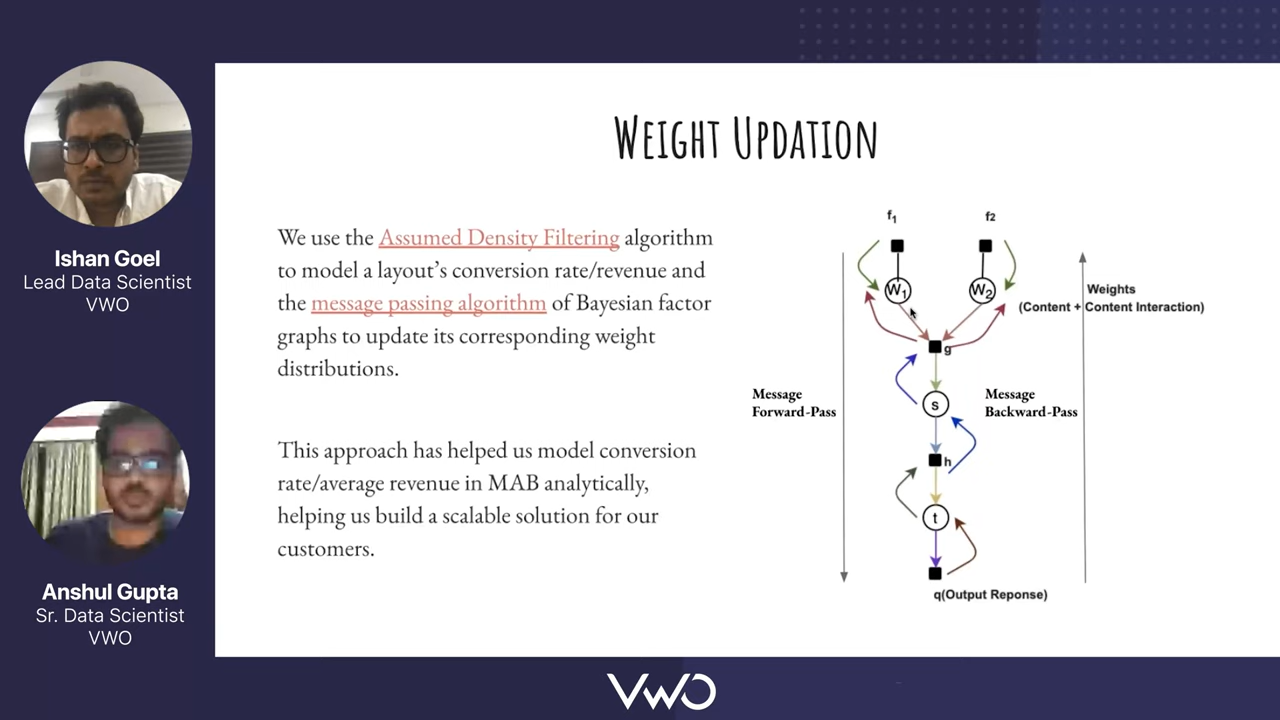 WEIGHT UPDATION
Ishan Goel
Lead Data Scientist
VWO
Anshul Gupta
Sr. Data Scientist
VWO
We use the Assumed Density Filtering algorithm
to model a layout's conversion rate/revenue and
the message passing algorithm of Bayesian factor
graphs to update its corresponding weight
distributions.
This approach has helped us model conversion
rate/average revenue in MAB analytically,
helping us build a scalable solution for our
customers.
f1
f2
W1
W2
Weights
(Content + Content Interaction)
g
Message
Forward-Pass
s
Message
Backward-Pass
h
t
q(Output Reponse)
VWO